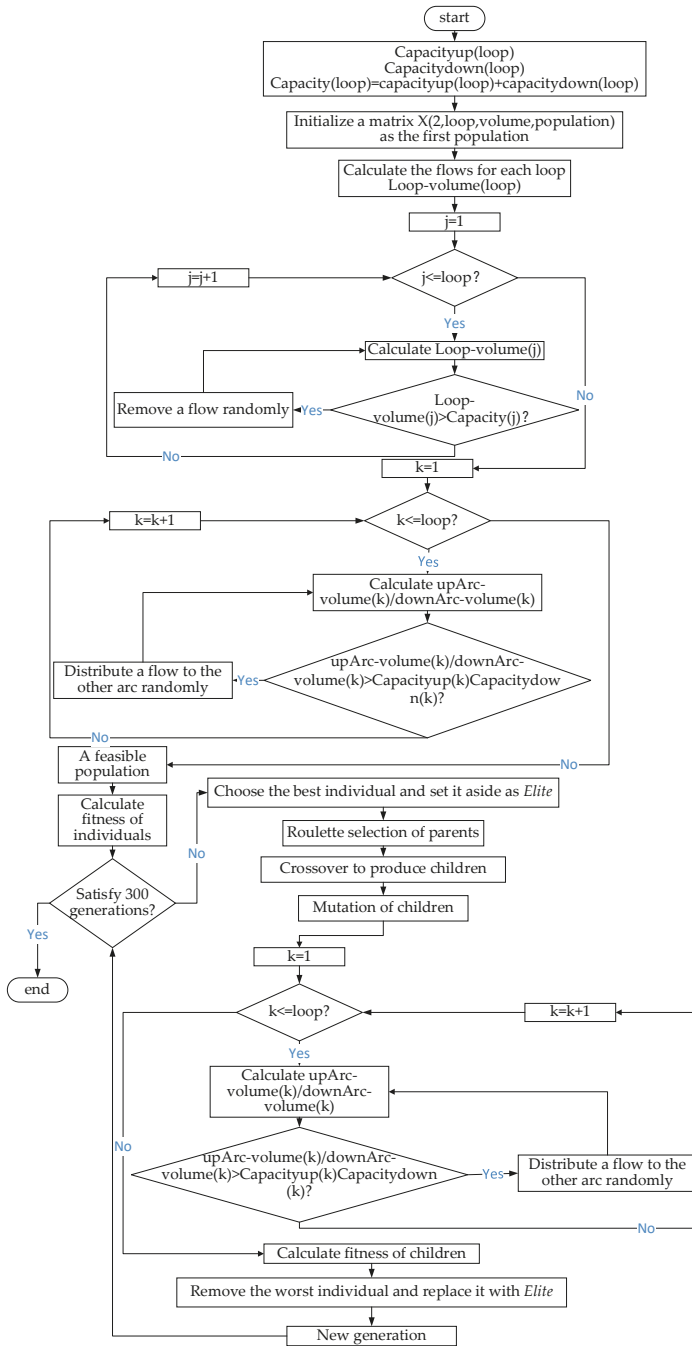 start
Capacityup(loop)
Capacitydown(loop)
Capacity(loop)=capacityup(loop)+capacitydown(loop)
Initialize a matrix X(2,loop,volume,population)
as the first population
Calculate the flows for each loop
Loop-volume(loop)
j=1
j=j+1
j<=loop?
Yes
Calculate Loop-volume(j)
Remove a flow randomly
Yes
Loop-
volume(j)>Capacity(j)?
No
No
k=1
k=k+1
k<=loop?
Yes
Calculate upArc-
volume(k)/downArc-volume(k)
Distribute a flow to the
other arc randomly
Yes
upArc-volume(k)/downArc-
volume(k)>Capacityup(k)Capacitydow
n(k)?
No
A feasible
population
No
Calculate
fitness of
individuals
Choose the best individual and set it aside as Elite
Roulette selection of parents
No
Crossover to produce children
Satisfy 300
generations?
Mutation of children
Yes
k=1
end
k<=loop?
k=k+1
Yes
Calculate upArc-
volume(k)/downArc-
volume(k)
No
upArc-volume(k)/downArc-
volume(k)>Capacityup(k)Capacitydown
(k)?
Yes
Distribute a flow to the
other arc randomly
No
Calculate fitness of children
Remove the worst individual and replace it with Elite
New generation